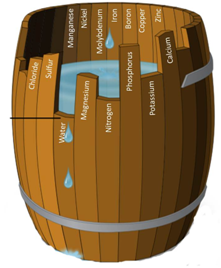 Manganese
Nickel
Molybdenum
Iron
Boron
Copper
Zinc
Chloride
Sulfur
Water
Magnesium
Nitrogen
Phosphorus
Potassium
Calcium